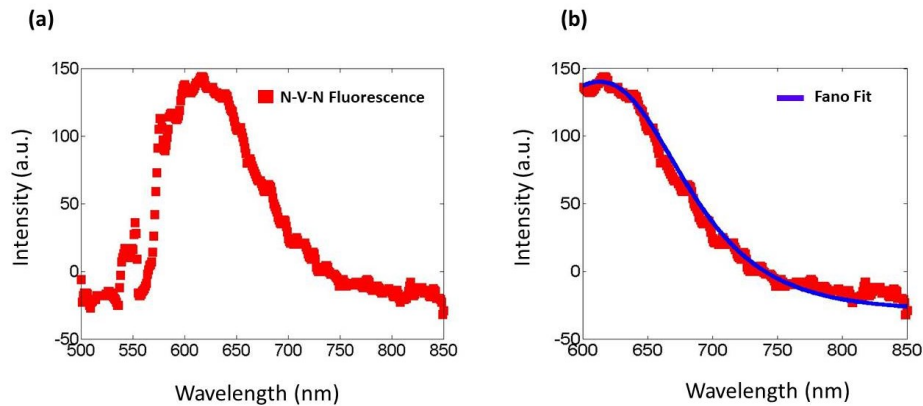 (a)
(b)
150
100
50
0
-50
500 550 600 650 700 750 800 850
Intensity (a.u.)
Wavelength (nm)
N-V-N Fluorescence
150
100
50
0
-50
600 650 700 750 800 850
Intensity (a.u.)
Wavelength (nm)
Fano Fit